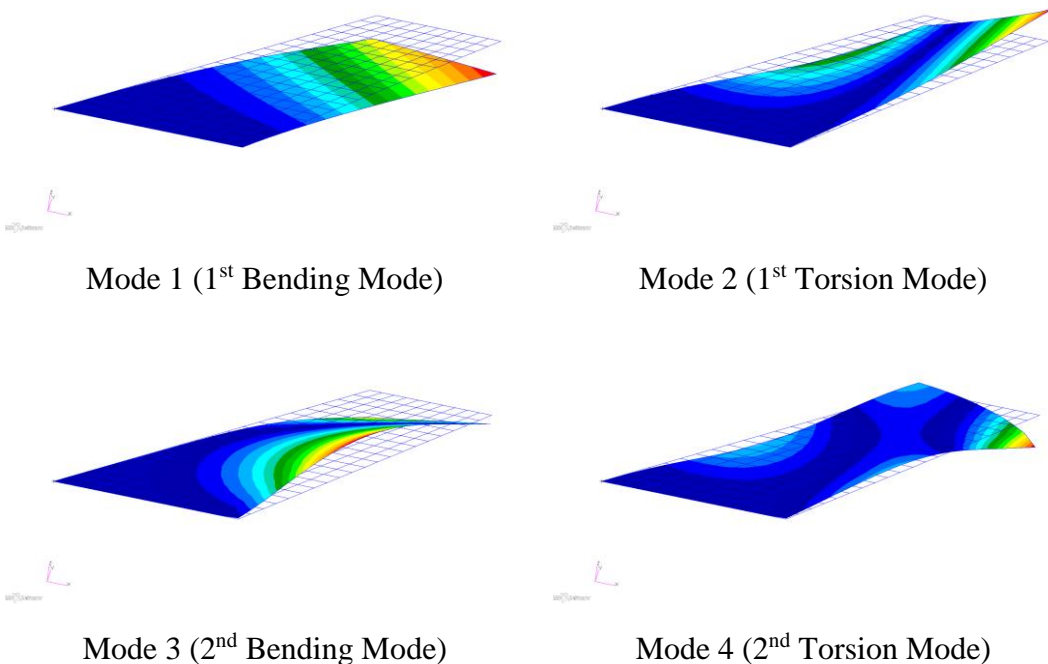 Mode 1 (1st Bending Mode)
Mode 2 (1st Torsion Mode)
Mode 3 (2nd Bending Mode)
Mode 4 (2nd Torsion Mode)